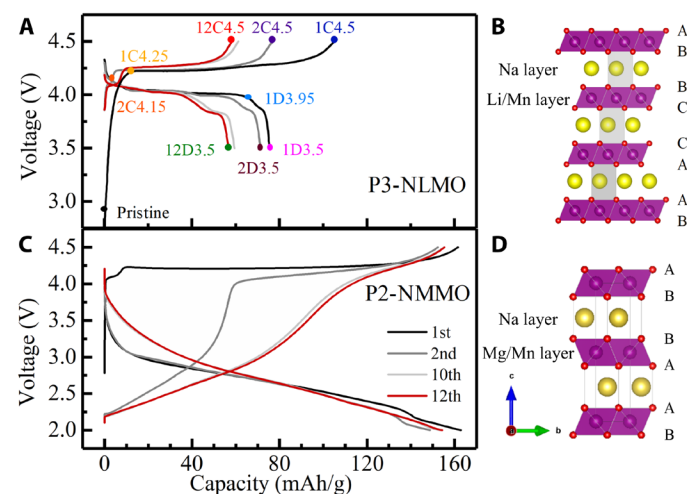 A
12C4.5 2C4.5 1C4.5
4.5
1C4.25
4.0
2C4.15
1D3.95
3.5
12D3.5 1D3.5
2D3.5
3.0
Pristine
P3-NLMO
Voltage (V)
B
A
B
Na layer
B
Li/Mn layer
C
C
A
A
B
C
4.5
4.0
3.5
3.0
2.5
2.0
Voltage (V)
P2-NMMO
1st
2nd
10th
12th
0 40 80 120 160
Capacity (mAh/g)
D
A
B
Na layer
B
Mg/Mn layer
A
A
B
c
b